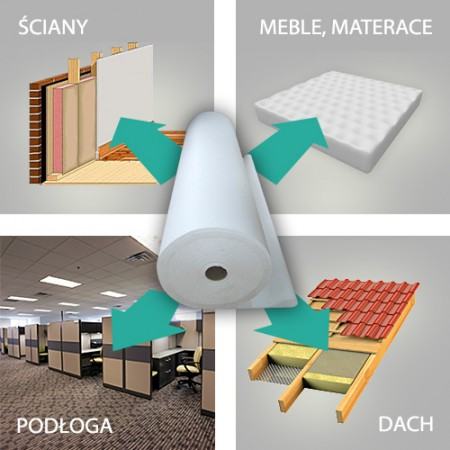 ŚCIANY
MEBLE, MATERACE
PODŁOGA
DACH